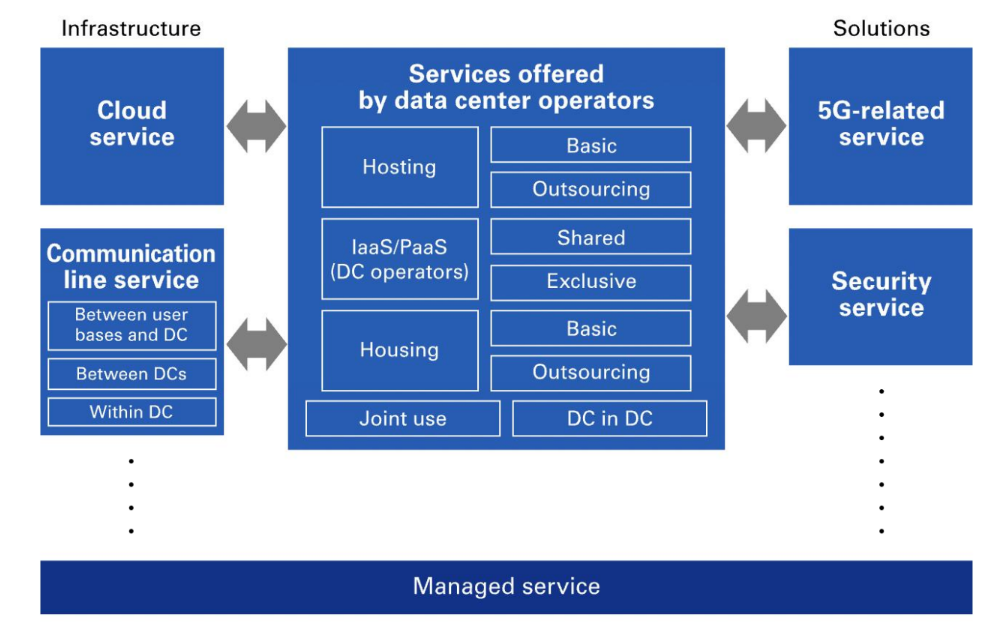 Infrastructure
Cloud
service
Communication
line service
Between user
bases and DC
Between DCs
Within DC
Services offered
by data center operators
Hosting
Basic
Outsourcing
IaaS/PaaS
(DC operators)
Shared
Exclusive
Housing
Basic
Outsourcing
Joint use
DC in DC
Solutions
5G-related
service
Security
service
Managed service